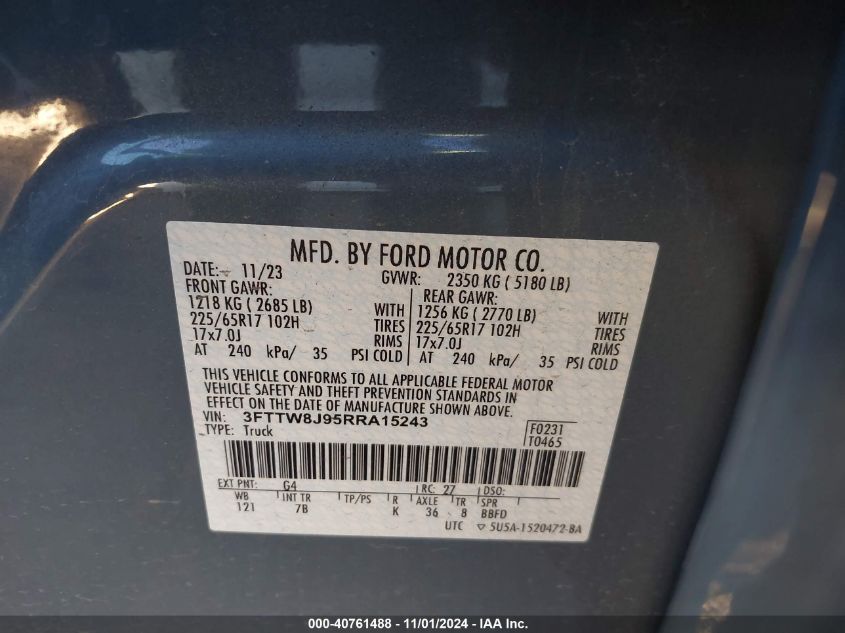 MFD. BY FORD MOTOR CO.
DATE: 11/23 GVWR: 2350 KG ( 5180 LB)
FRONT GAWR: REAR GAWR:
1218 KG ( 2685 LB) WITH 1256 KG ( 2770 LB) WITH
225/65R17 102H TIRES 225/65R17 102H TIRES
17x7.0J RIMS 17x7.0J RIMS
AT 240 kPa/ 35 PSI COLD AT 240 kPa/ 35 PSI COLD
THIS VEHICLE CONFORMS TO ALL APPLICABLE FEDERAL MOTOR
VEHICLE SAFETY AND THEFT PREVENTION STANDARDS IN
EFFECT ON THE DATE OF MANUFACTURE SHOWN ABOVE.
VIN: 3FTTW8J95RRA15243 F0231
TYPE: Truck T0465
EXT PNT: G4 RC: 27 DSO:
WB INT TR TP/PS R AXLE TR SPR
121 7B K 36 8 BBFD
UTC ▽ 5U5A-1520472-BA
000-40761488 - 11/01/2024 - IAA Inc.